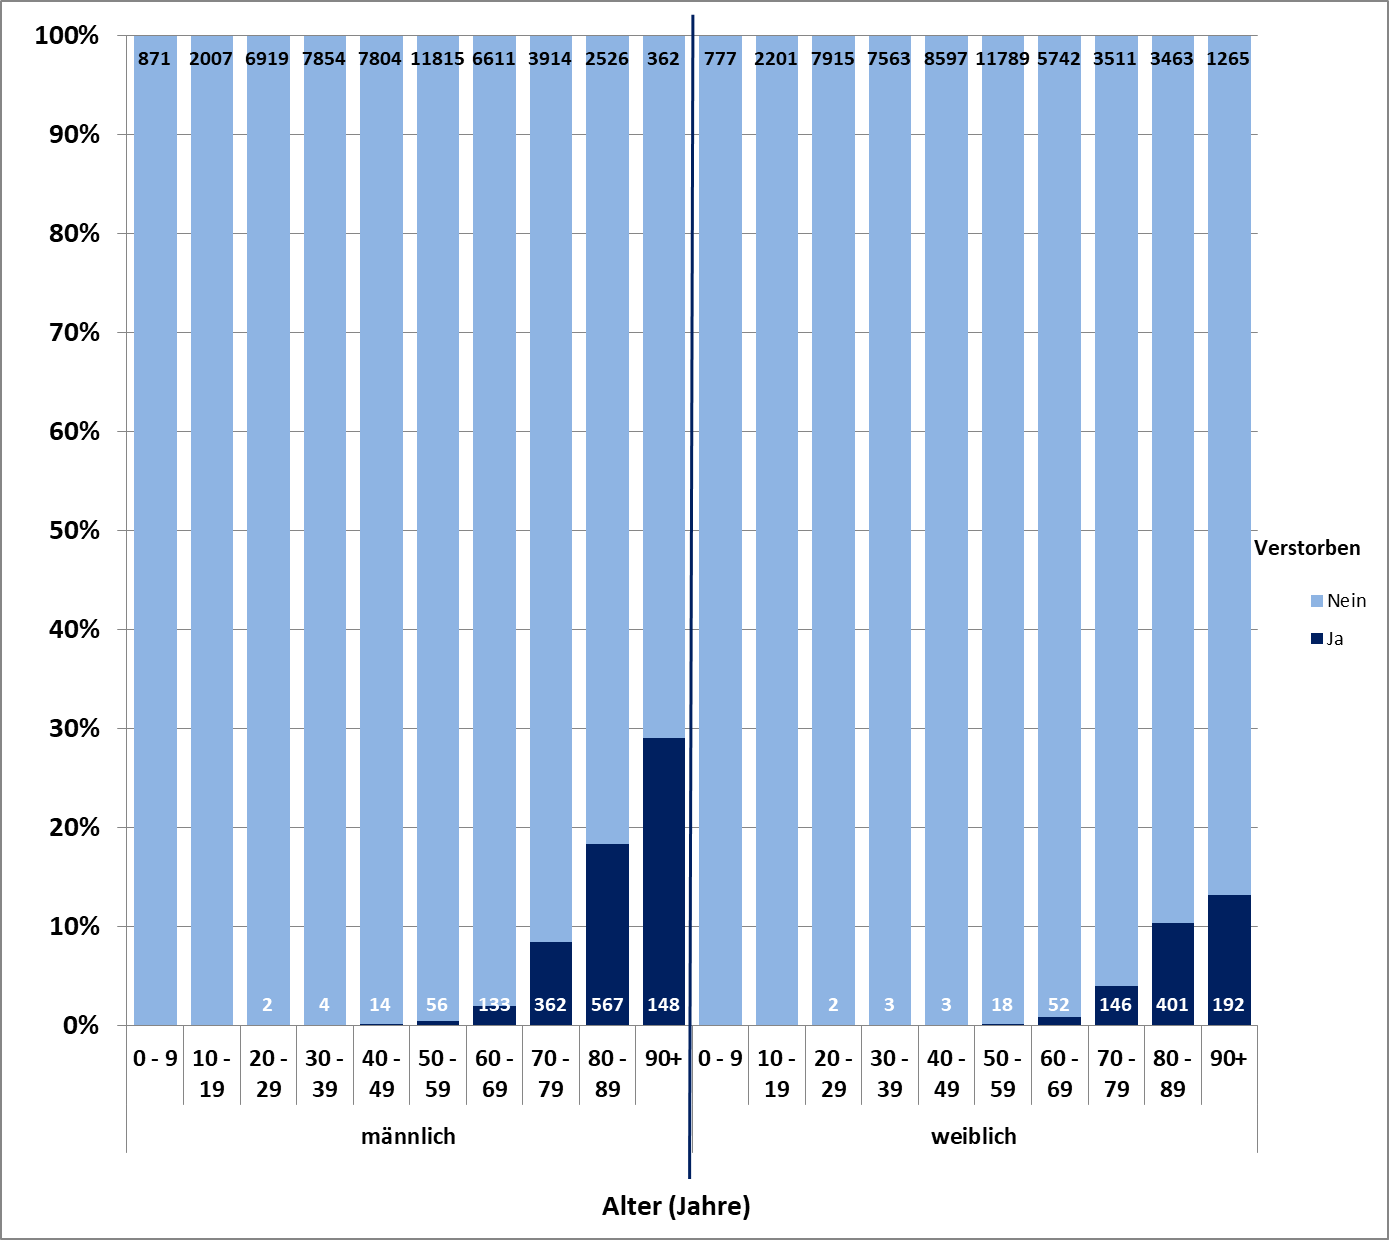 100%
871 2007 6919 7854 7804 11815 6611 3914 2526 362 777 2201 7915 7563 8597 11789 5742 3511 3463 1265
90%
80%
70%
60%
50%
Verstorben
Nein
40%
Ja
30%
20%
10%
2 4 14 56 133 362 567 148 2 3 3 18 52 146 401 192
0%
0 - 9 10 - 20 - 30 - 40 - 50 - 60 - 70 - 80 - 90+ 0 - 9 10 - 20 - 30 - 40 - 50 - 60 - 70 - 80 - 90+
19 29 39 49 59 69 79 89 19 29 39 49 59 69 79 89
männlich weiblich
Alter (Jahre)